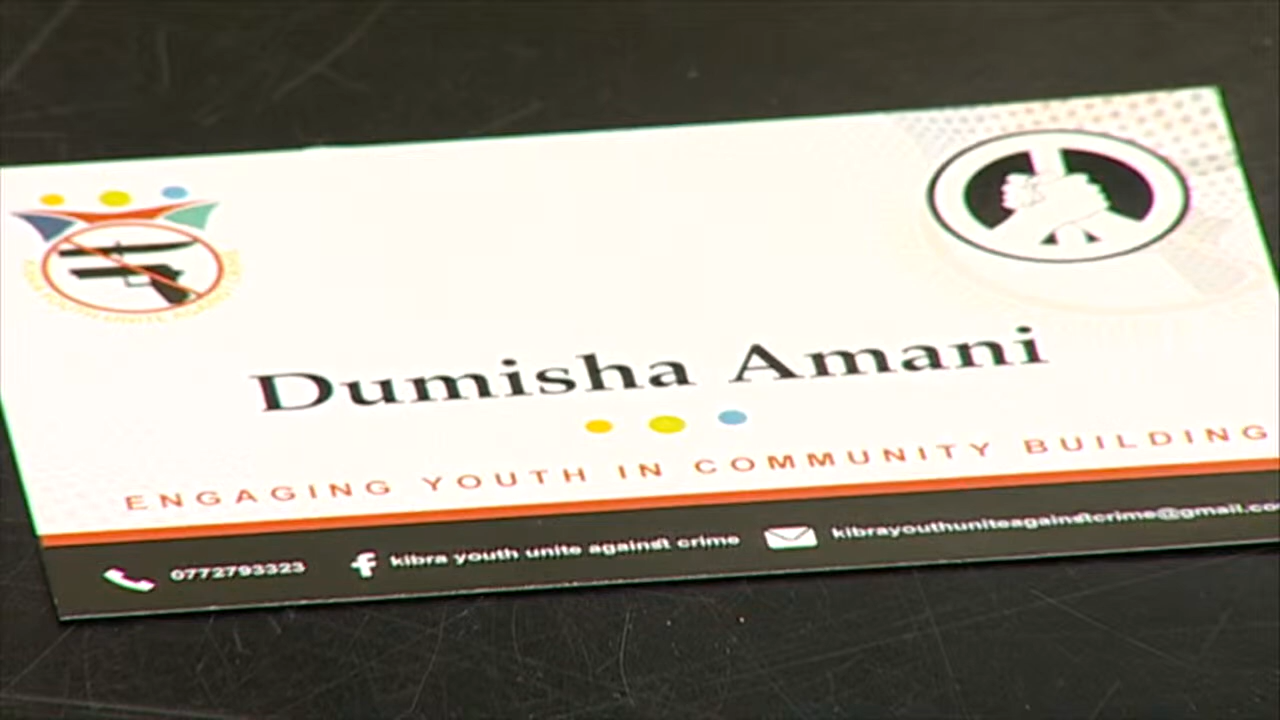 Dumisha Amani
ENGAGING YOUTH IN COMMUNITY BUILDING
0772793323 kibra youth unite against crime kibrayouthuniteagainstcrime@gmail.co